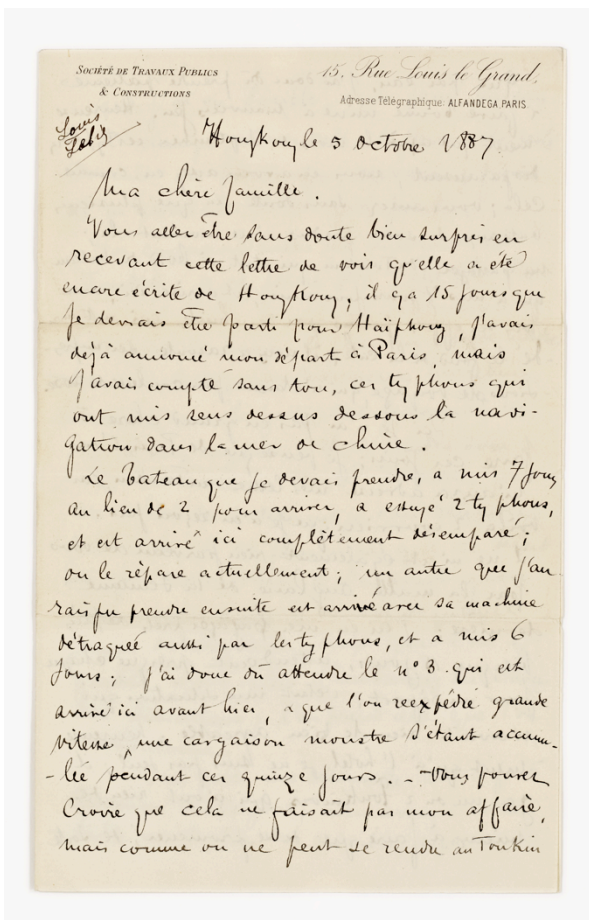 SOCIÉTÉ DE TRAVAUX PUBLICS
& CONSTRUCTIONS
15, Rue Louis le Grand,
Adresse Télégraphique: ALFANDEGA PARIS
Louis
Hongkong le 5 octobre 1887
Ma chère famille.
Vous allez être sans doute bien surpris en
recevant cette lettre de voir qu'elle a été
encore écrite de Hongkong, il y a 15 jours que
je devrais être parti pour Haïphong, j'avais
déjà annoncé mon départ à Paris, mais
j'avais compté sans tous ces typhons qui
ont mis sens dessus dessous la navi-
gation dans la mer de chine.
Le bateau que je devais prendre, a mis 7 jours
au lieu de 2 pour arriver, a essuyé 2 typhons,
et est arrivé ici complètement désemparé;
on le répare actuellement; un autre que j'au
rais pu prendre ensuite est arrivé avec sa machine
détraquée aussi par les typhons, et a mis 6
jours; j'ai donc dû attendre le n° 3 qui est
arrivé ici avant hier, que l'on reexpédie grande
vitesse, une cargaison monstre s'étant accumu-
-lée pendant ces quinze jours. - Vous pouvez
croire que cela ne faisait pas mon affaire,
mais comme on ne peut se rendre au Tonkin